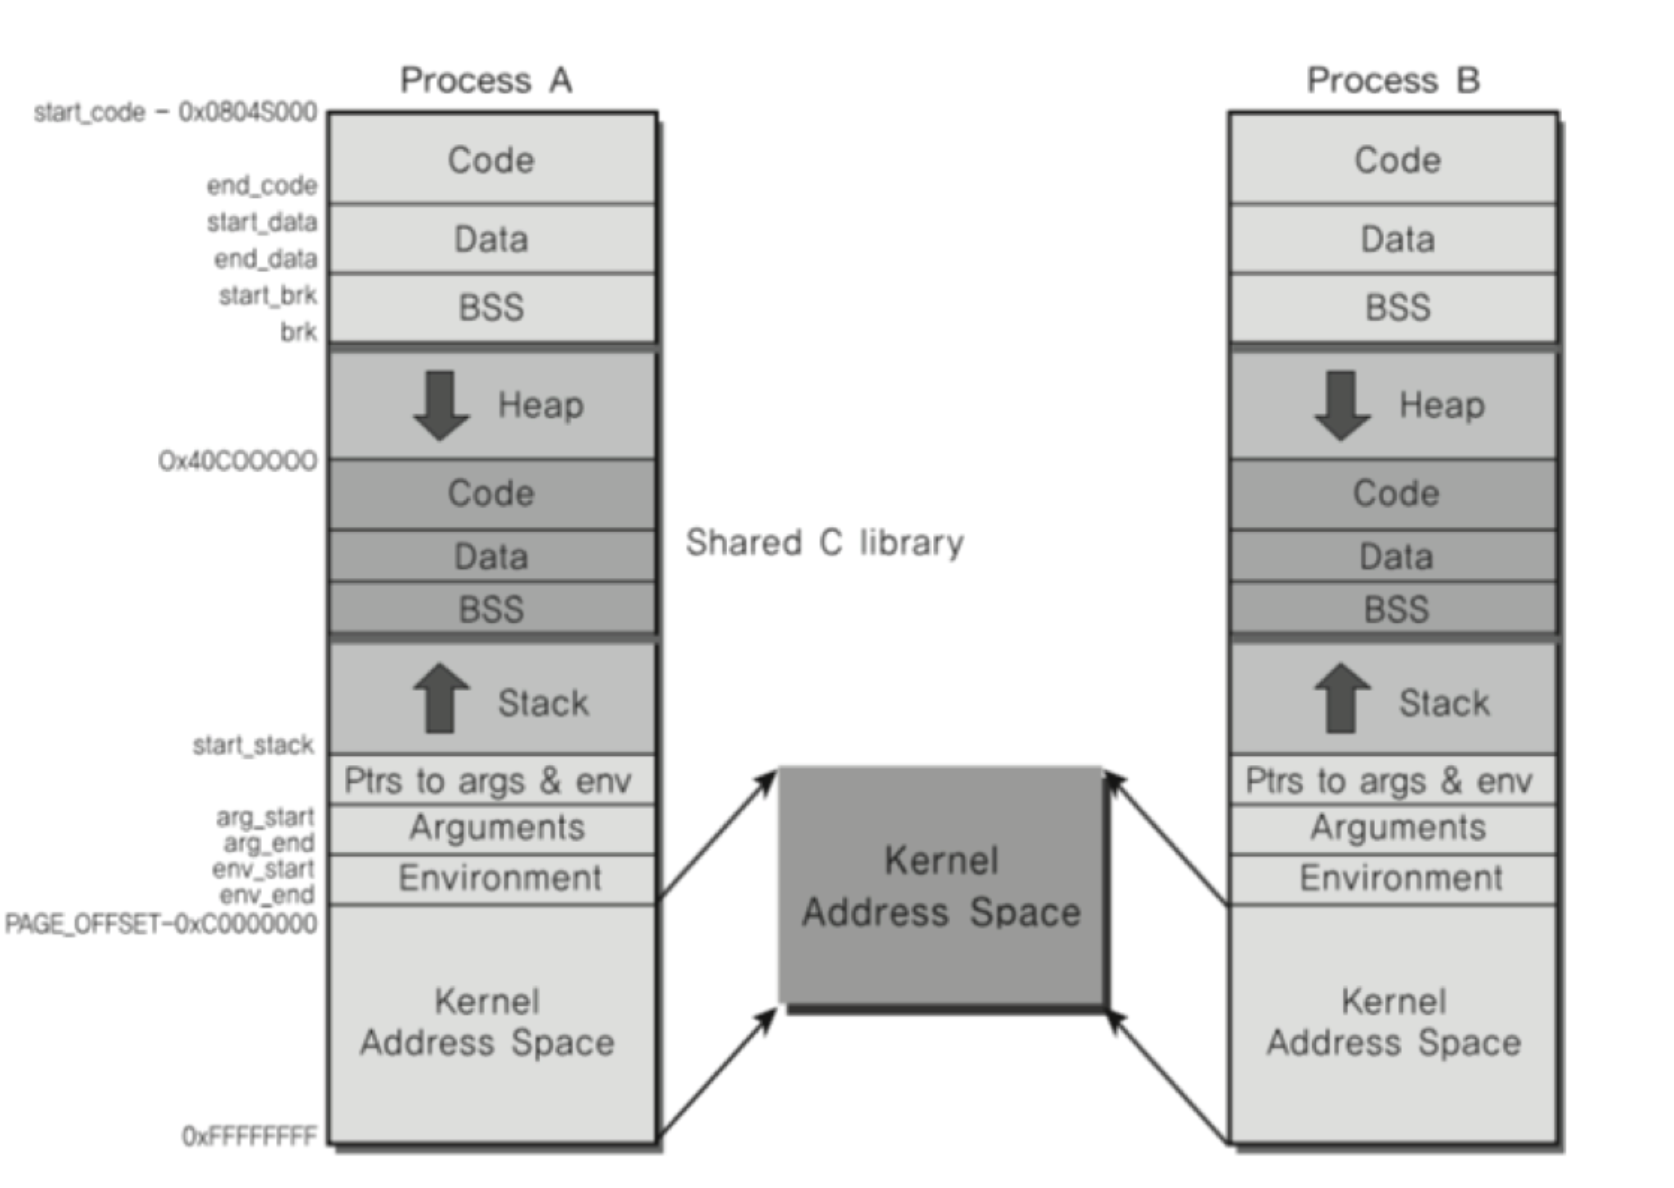 Process A
Process B
start_code - 0x0804S000
Code
end_code
start_data
Data
end_data
start_brk
BSS
brk
Heap
0x40C00000
Code
Data
BSS
Stack
start_stack
Ptrs to args & env
arg_start
Arguments
arg_end
env_start
Environment
env_end
PAGE_OFFSET-0xC0000000
Kernel
Address Space
0xFFFFFFFF
Shared C library
Kernel
Address Space
Code
Data
BSS
Heap
Code
Data
BSS
Stack
Ptrs to args & env
Arguments
Environment
Kernel
Address Space